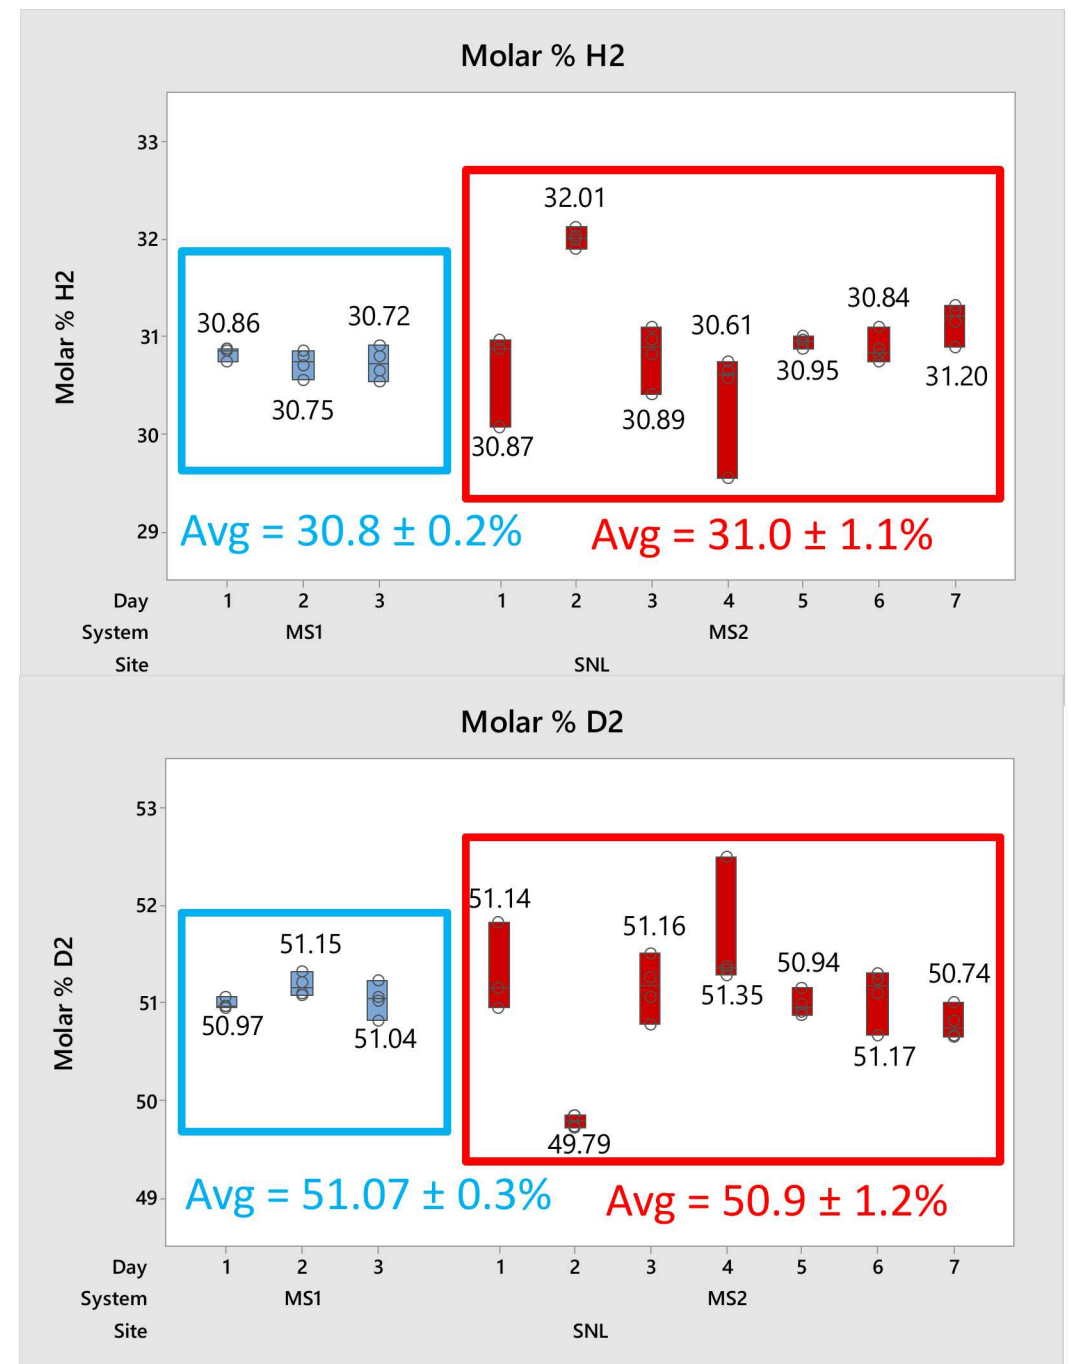 Molar % H2
33
32.01
32
30.84
30.86
30.72
30.61
31
30.95
31.20
30.75
30.89
30
30.87
Molar % H2
29
Avg = 30.8 ± 0.2%
Avg = 31.0 ± 1.1%
Day 1 2 3 1 2 3 4 5 6 7
System MS1 MS2
Site SNL
Molar % D2
53
52
51.14
51.16
51.15
50.94
50.74
51
51.35
50.97
51.04
51.17
50
49.79
Molar % D2
49
Avg = 51.07 ± 0.3%
Avg = 50.9 ± 1.2%
Day 1 2 3 1 2 3 4 5 6 7
System MS1 MS2
Site SNL